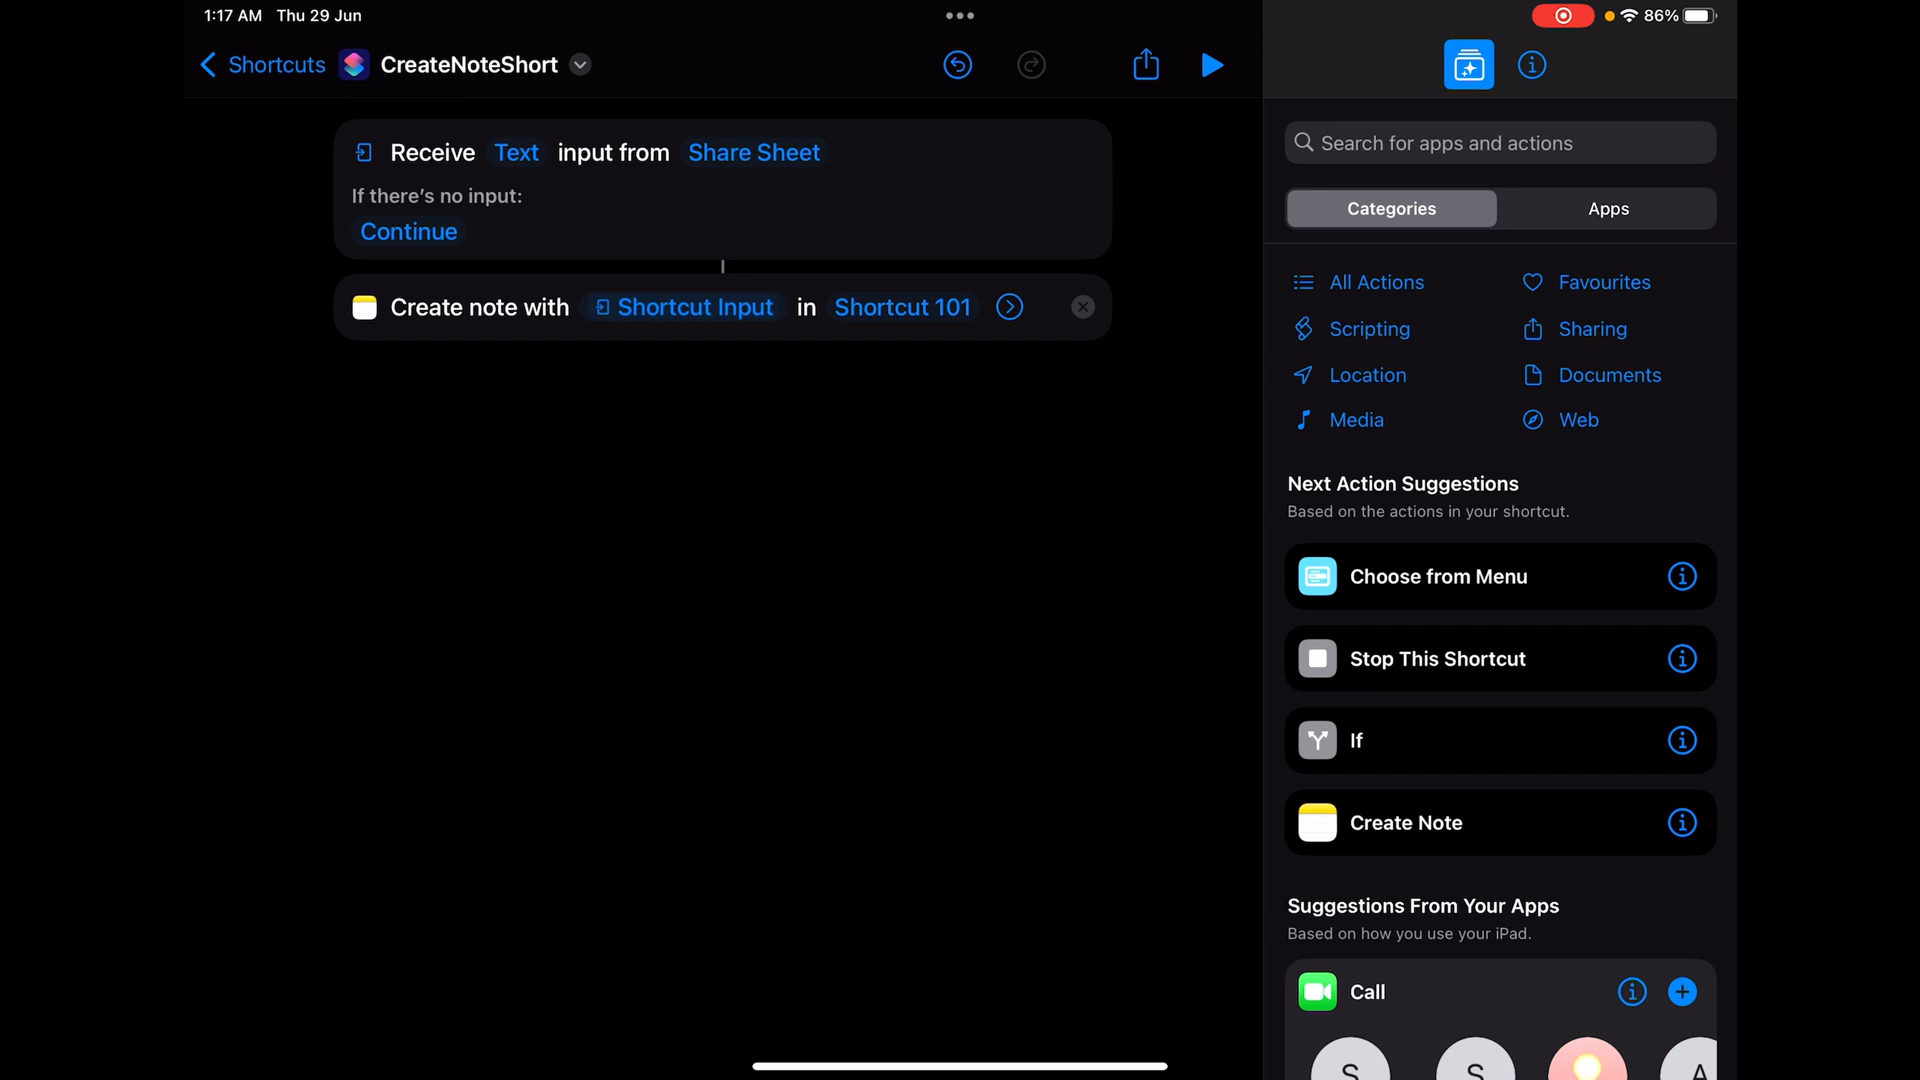 1:17 AM Thu 29 Jun
86%
Shortcuts
CreateNoteShort
Receive Text input from Share Sheet
If there's no input:
Continue
Create note with Shortcut Input in Shortcut 101
Search for apps and actions
Categories
Apps
All Actions
Favourites
Scripting
Sharing
Location
Documents
Media
Web
Next Action Suggestions
Based on the actions in your shortcut.
Choose from Menu
Stop This Shortcut
If
Create Note
Suggestions From Your Apps
Based on how you use your iPad.
Call
S
S
A